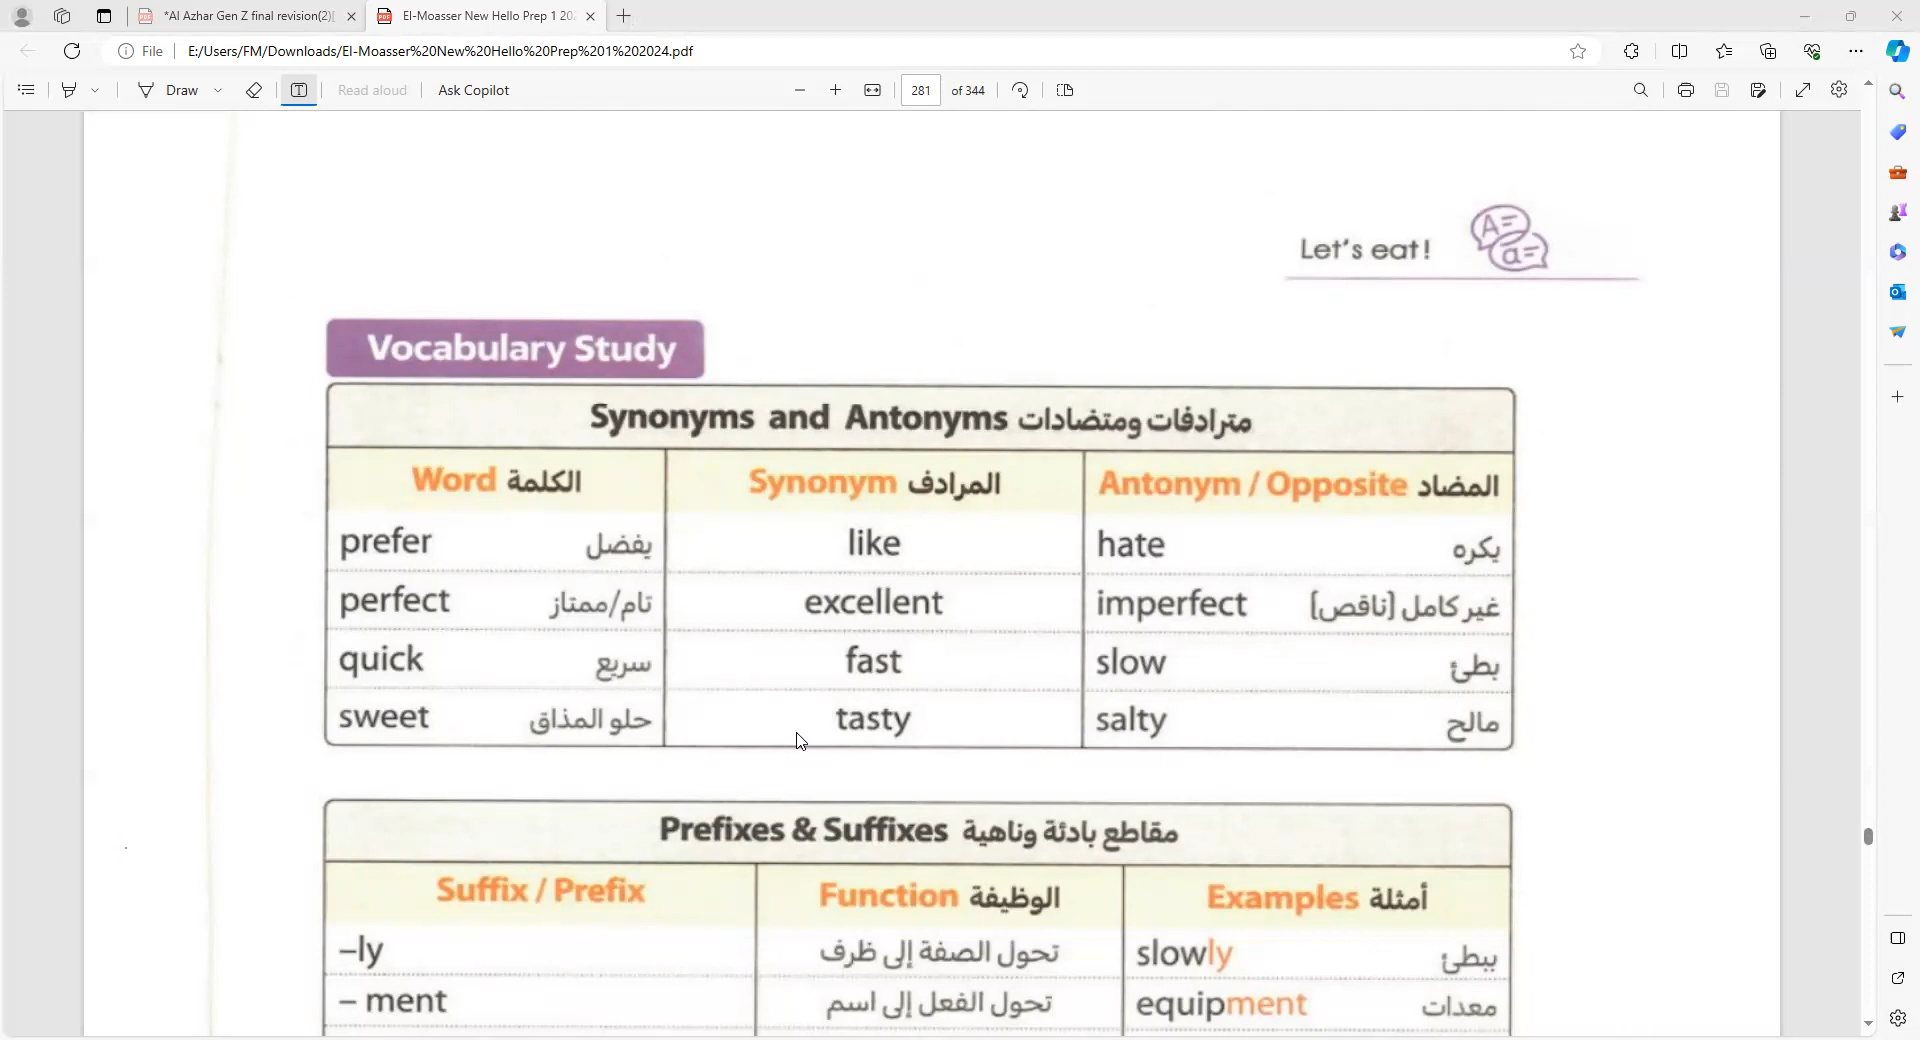 *Al Azhar Gen Z final revision(2)
El-Moasser New Hello Prep 1 20
File
E:/Users/FM/Downloads/El-Moasser%20New%20Hello%20Prep%201%202024.pdf
Draw
Read aloud
Ask Copilot
281 of 344
Let's eat!
A=
a=
Vocabulary Study
Synonyms and Antonyms مترادفات ومتضادات
Word الكلمة
Synonym المرادف
Antonym / Opposite المضاد
prefer يفضل
like
hate يكره
perfect تام/ممتاز
excellent
imperfect غير كامل [ناقص]
quick سريع
fast
slow بطئ
sweet حلو المذاق
tasty
salty مالح
Prefixes & Suffixes مقاطع بادئة وناهية
Suffix / Prefix
Function الوظيفة
Examples أمثلة
–ly
تحول الصفة إلى ظرف
slowly ببطئ
– ment
تحول الفعل إلى اسم
equipment معدات